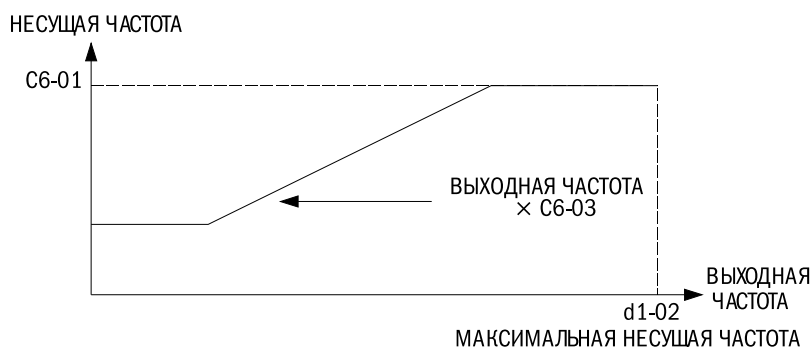 НЕСУЩАЯ ЧАСТОТА
C6-01
ВЫХОДНАЯ ЧАСТОТА
× C6-03
ВЫХОДНАЯ
ЧАСТОТА
d1-02
МАКСИМАЛЬНАЯ НЕСУЩАЯ ЧАСТОТА